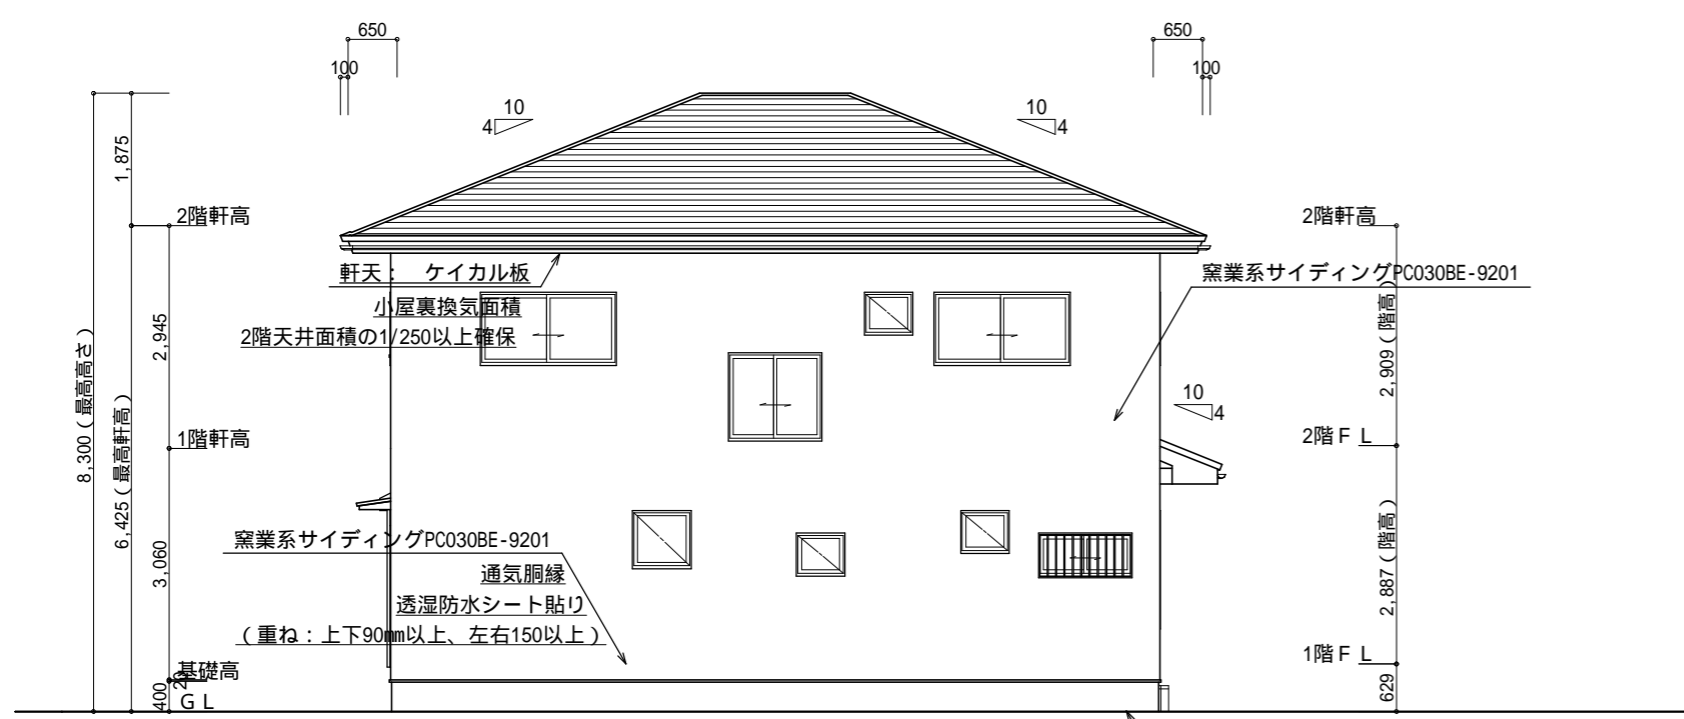 650
650
100
100
10
4
10
4
1,875
2階軒高
2階軒高
軒天： ケイカル板
窯業系サイディングPC030BE-9201
小屋裏換気面積
2階天井面積の1/250以上確保
2,945
2,909(階高)
8,300(最高高さ)
6,425(最高軒高)
10
4
1階軒高
2階ＦＬ
窯業系サイディングPC030BE-9201
通気胴縁
3,060
2,887(階高)
透湿防水シート貼り
(重ね：上下90mm以上、左右150以上)
1階ＦＬ
基礎高
20
400
ＧＬ
629